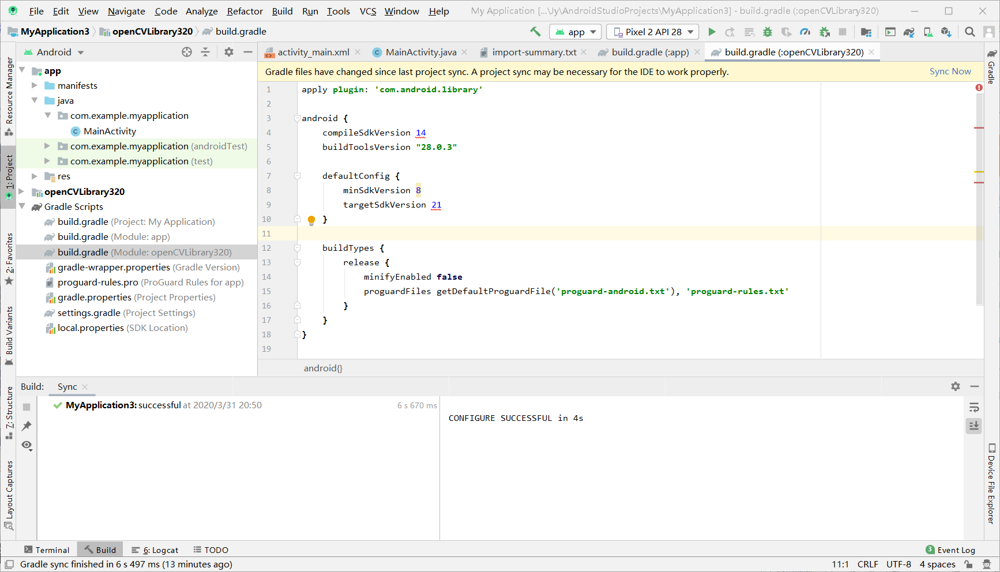 File Edit View Navigate Code Analyze Refactor Build Run Tools VCS Window Help My Application [...\Jy\AndroidStudioProjects\MyApplication3] - build.gradle (:openCVLibrary320)
MyApplication3 openCVLibrary320 build.gradle app Pixel 2 API 28
Android
activity_main.xml MainActivity.java import-summary.txt build.gradle (:app) build.gradle (:openCVLibrary320)
Gradle files have changed since last project sync. A project sync may be necessary for the IDE to work properly. Sync Now
Resource Manager
1: Project
2: Favorites
Build Variants
7: Structure
Layout Captures
app
manifests
java
com.example.myapplication
MainActivity
com.example.myapplication (androidTest)
com.example.myapplication (test)
res
openCVLibrary320
Gradle Scripts
build.gradle (Project: My Application)
build.gradle (Module: app)
build.gradle (Module: openCVLibrary320)
gradle-wrapper.properties (Gradle Version)
proguard-rules.pro (ProGuard Rules for app)
gradle.properties (Project Properties)
settings.gradle (Project Settings)
local.properties (SDK Location)
1 apply plugin: 'com.android.library'
2
3 android {
4 compileSdkVersion 14
5 buildToolsVersion "28.0.3"
6
7 defaultConfig {
8 minSdkVersion 8
9 targetSdkVersion 21
10 }
11
12 buildTypes {
13 release {
14 minifyEnabled false
15 proguardFiles getDefaultProguardFile('proguard-android.txt'), 'proguard-rules.txt'
16 }
17 }
18 }
19
android{}
Gradle
Device File Explorer
Build: Sync
MyApplication3: successful at 2020/3/31 20:50 6 s 670 ms
CONFIGURE SUCCESSFUL in 4s
Terminal Build 6: Logcat TODO 3 Event Log
Gradle sync finished in 6 s 497 ms (13 minutes ago) 11:1 CRLF UTF-8 4 spaces